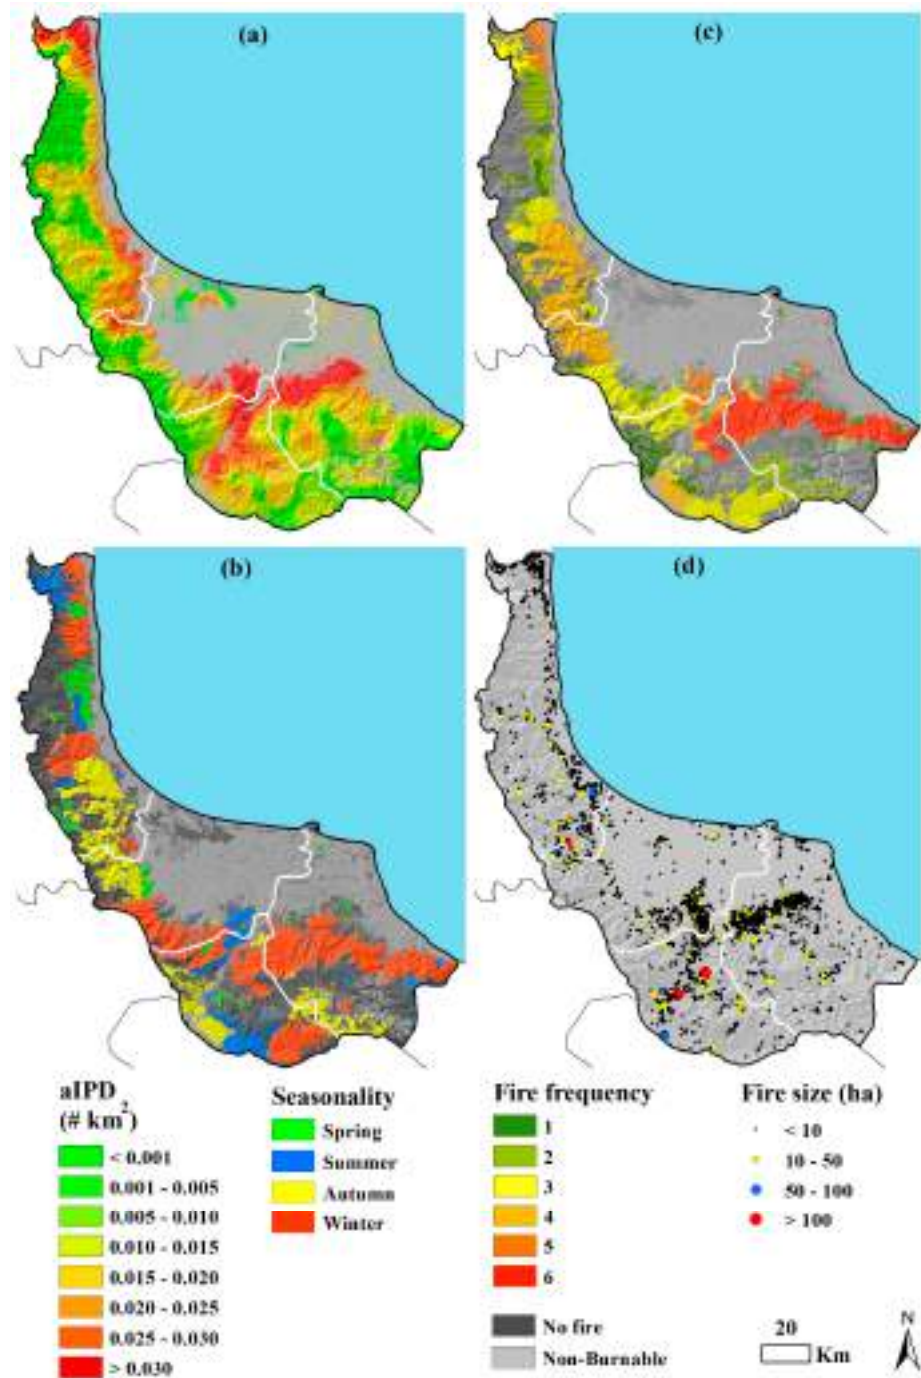 (a)
(c)
(b)
(d)
aIPD
(# km²)
< 0.001
0.001 - 0.005
0.005 - 0.010
0.010 - 0.015
0.015 - 0.020
0.020 - 0.025
0.025 - 0.030
> 0.030
Seasonality
Spring
Summer
Autumn
Winter
Fire frequency
1
2
3
4
5
6
No fire
Non-Burnable
Fire size (ha)
< 10
10 - 50
50 - 100
> 100
20
Km
N